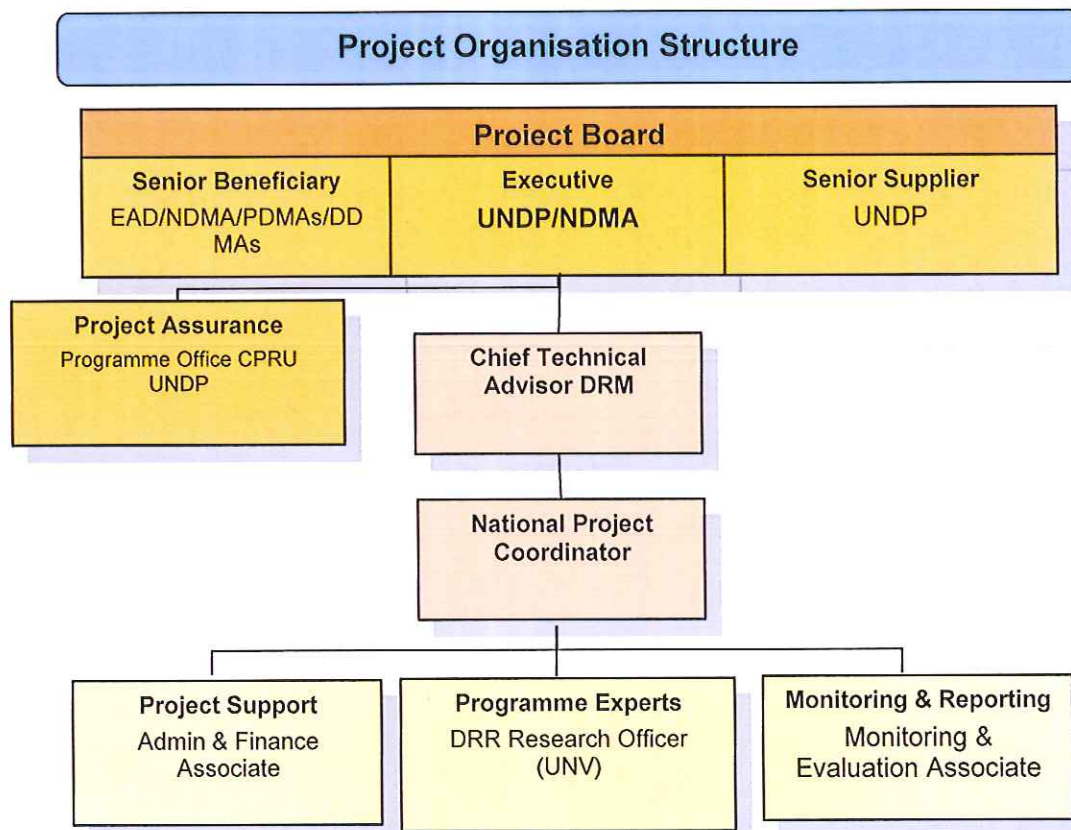 Project Organisation Structure
Project Board
Senior Beneficiary
EAD/NDMA/PDMAs/DD
MAs
Executive
UNDP/NDMA
Senior Supplier
UNDP
Project Assurance
Programme Office CPRU
UNDP
Chief Technical
Advisor DRM
National Project
Coordinator
Project Support
Admin & Finance
Associate
Programme Experts
DRR Research Officer
(UNV)
Monitoring & Reporting
Monitoring &
Evaluation Associate